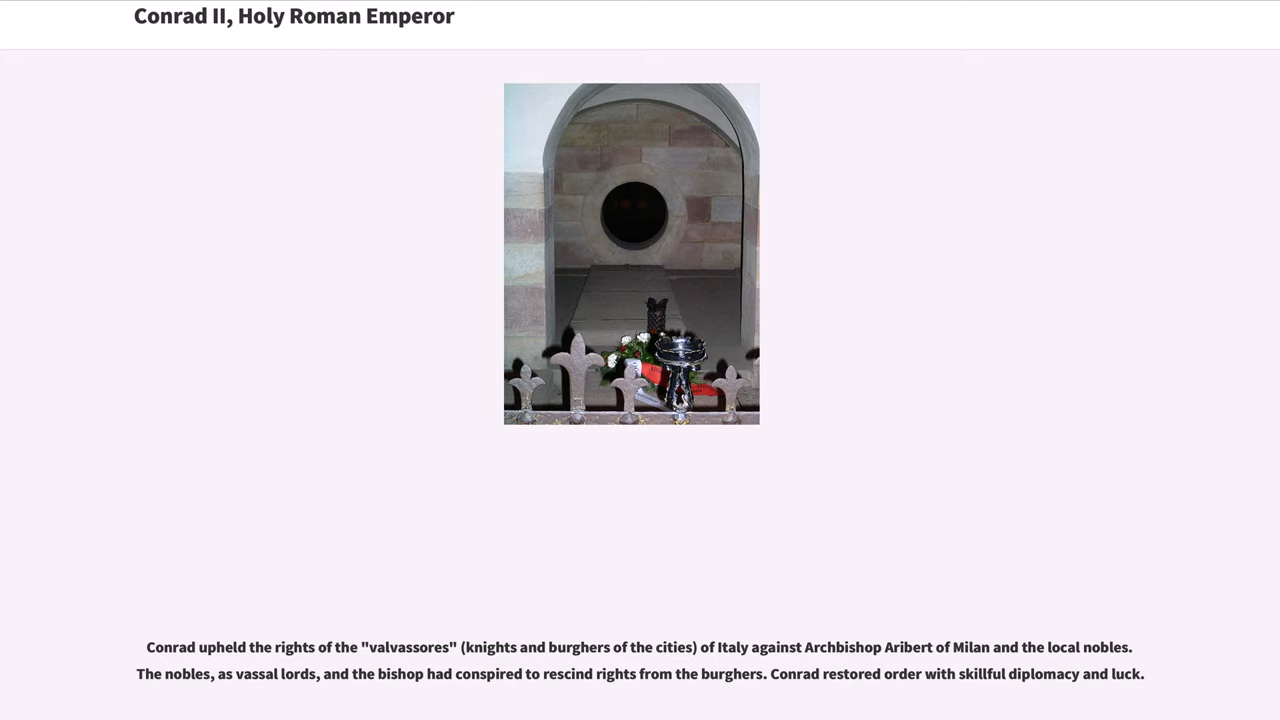 Conrad II, Holy Roman Emperor
Conrad upheld the rights of the "valvassores" (knights and burghers of the cities) of Italy against Archbishop Aribert of Milan and the local nobles.
The nobles, as vassal lords, and the bishop had conspired to rescind rights from the burghers. Conrad restored order with skillful diplomacy and luck.